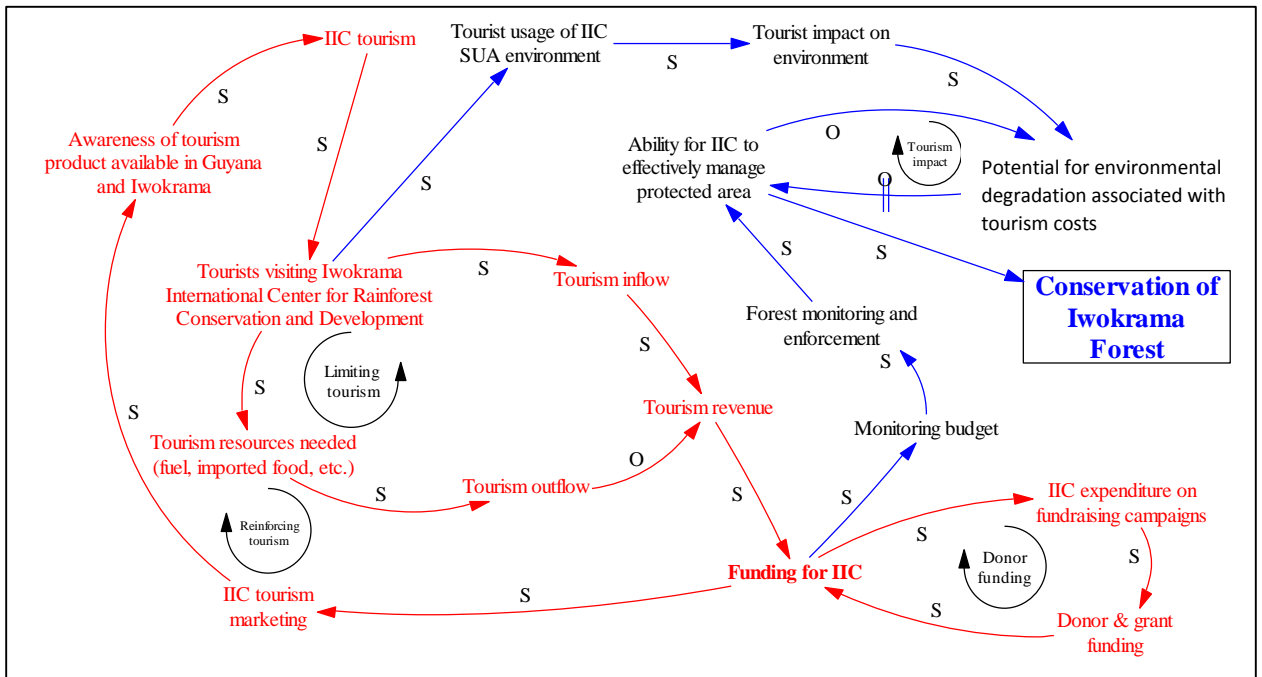 IIC tourism
Tourist usage of IIC
SUA environment
S
Tourist impact on
environment
S
S
Awareness of tourism
product available in Guyana
and Iwokrama
S
S
Ability for IIC to
effectively manage
protected area
O
Tourism
impact
O
Potential for environmental
degradation associated with
tourism costs
S
S
Tourists visiting Iwokrama
International Center for Rainforest
Conservation and Development
S
Tourism inflow
Conservation of
Iwokrama
Forest
Forest monitoring and
enforcement
S
S
Limiting
tourism
S
S
Tourism revenue
Monitoring budget
Tourism resources needed
(fuel, imported food, etc.)
O
S
Tourism outflow
S
S
IIC expenditure on
fundraising campaigns
S
Reinforcing
tourism
S
Donor
funding
S
Funding for IIC
IIC tourism
marketing
S
S
Donor & grant
funding